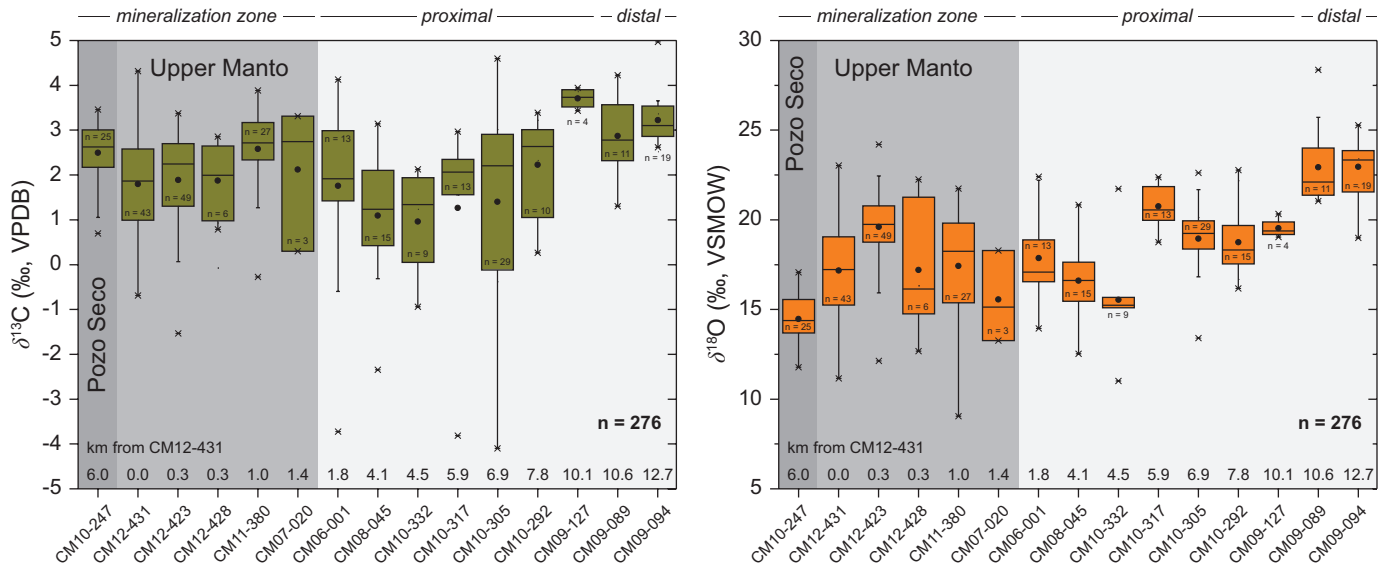 mineralization zone proximal distal
5
4
3
2
1
0
-1
-2
-3
-4
-5
δ13C (‰, VPDB)
Pozo Seco
Pozo Seco
Upper Manto
n = 25
n = 43
n = 49
n = 6
n = 27
n = 3
n = 13
n = 15
n = 9
n = 13
n = 29
n = 10
n = 4
n = 11
n = 19
n = 276
km from CM12-431
6.0 0.0 0.3 0.3 1.0 1.4 1.8 4.1 4.5 5.9 6.9 7.8 10.1 10.6 12.7
CM10-247
CM12-431
CM12-423
CM12-428
CM11-380
CM07-020
CM06-001
CM08-045
CM10-332
CM10-317
CM10-305
CM10-292
CM09-127
CM09-089
CM09-094
mineralization zone proximal distal
30
25
20
15
10
5
δ18O (‰, VSMOW)
Pozo Seco
Upper Manto
n = 25
n = 43
n = 49
n = 6
n = 27
n = 3
n = 13
n = 15
n = 9
n = 13
n = 29
n = 15
n = 4
n = 11
n = 19
n = 276
km from CM12-431
6.0 0.0 0.3 0.3 1.0 1.4 1.8 4.1 4.5 5.9 6.9 7.8 10.1 10.6 12.7
CM10-247
CM12-431
CM12-423
CM12-428
CM11-380
CM07-020
CM06-001
CM08-045
CM10-332
CM10-317
CM10-305
CM10-292
CM09-127
CM09-089
CM09-094